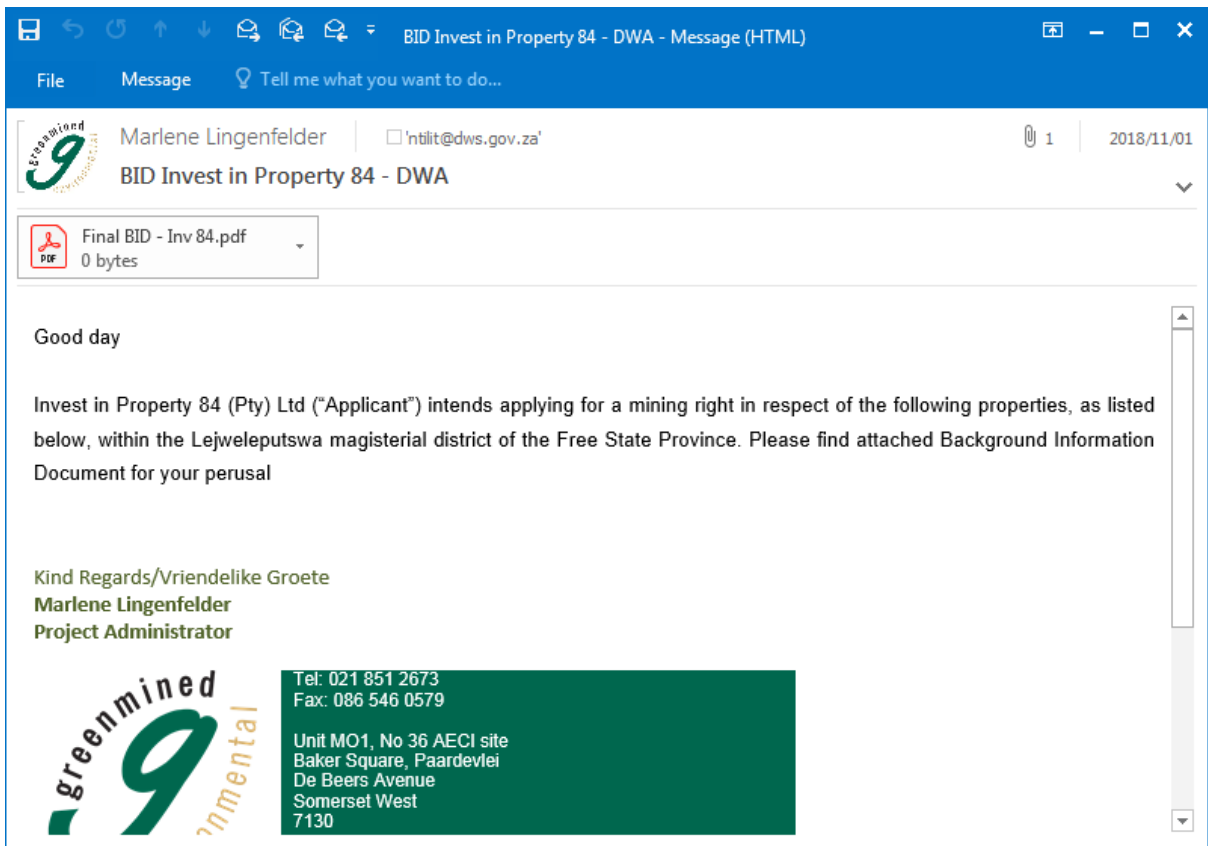 BID Invest in Property 84 - DWA - Message (HTML)
File Message Tell me what you want to do...
greenmined
Marlene Lingenfelder 'ntilit@dws.gov.za' 1 2018/11/01
BID Invest in Property 84 - DWA
Final BID - Inv 84.pdf
PDF
0 bytes
Good day
Invest in Property 84 (Pty) Ltd (“Applicant”) intends applying for a mining right in respect of the following properties, as listed
below, within the Lejweleputswa magisterial district of the Free State Province. Please find attached Background Information
Document for your perusal
Kind Regards/Vriendelike Groete
Marlene Lingenfelder
Project Administrator
greenmined
onmental
Tel: 021 851 2673
Fax: 086 546 0579
Unit MO1, No 36 AECI site
Baker Square, Paardevlei
De Beers Avenue
Somerset West
7130